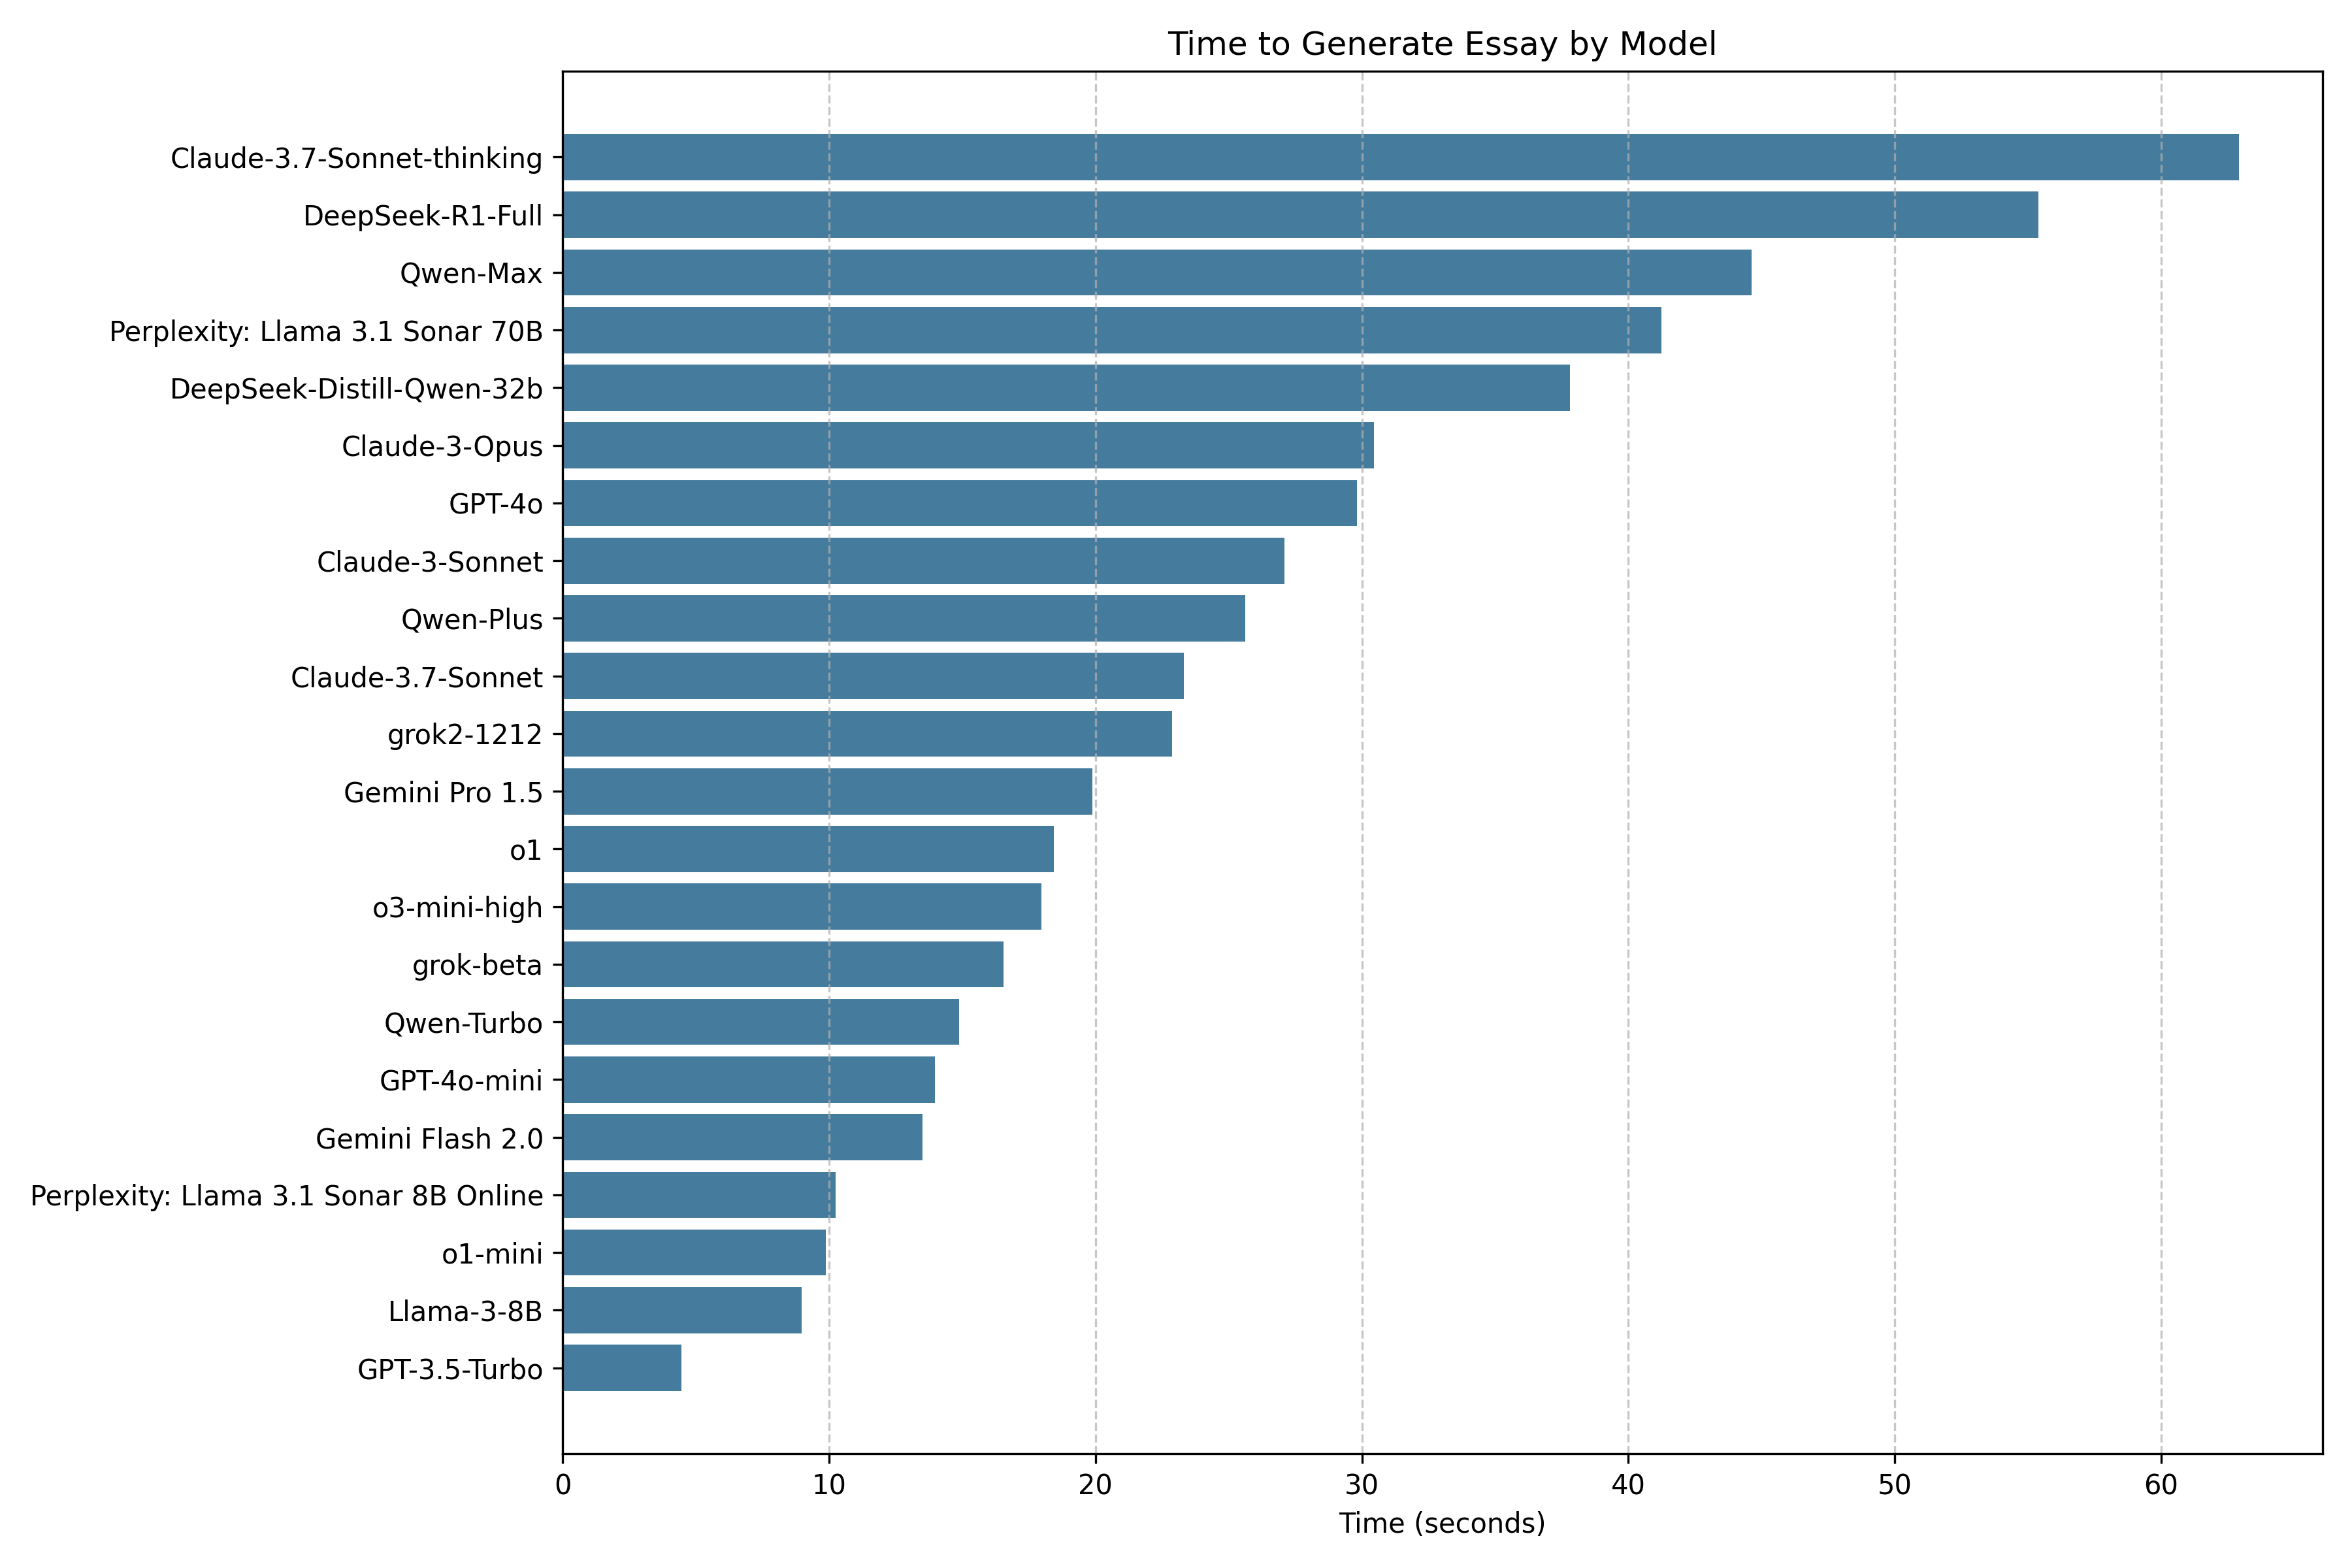 Time to Generate Essay by Model
Claude-3.7-Sonnet-thinking
DeepSeek-R1-Full
Qwen-Max
Perplexity: Llama 3.1 Sonar 70B
DeepSeek-Distill-Qwen-32b
Claude-3-Opus
GPT-4o
Claude-3-Sonnet
Qwen-Plus
Claude-3.7-Sonnet
grok2-1212
Gemini Pro 1.5
o1
o3-mini-high
grok-beta
Qwen-Turbo
GPT-4o-mini
Gemini Flash 2.0
Perplexity: Llama 3.1 Sonar 8B Online
o1-mini
Llama-3-8B
GPT-3.5-Turbo
0 10 20 30 40 50 60
Time (seconds)